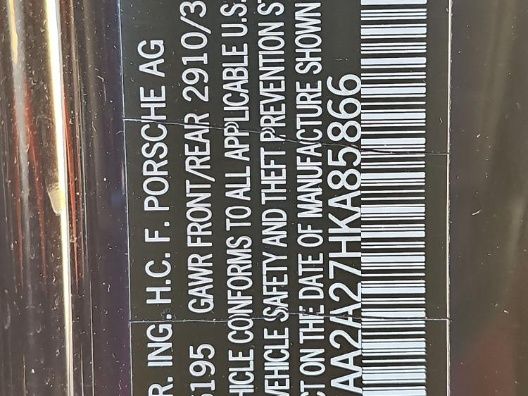 R. ING. H.C. F. PORSCHE AG
5195 GAWR FRONT/REAR 2910/3
HICLE CONFORMS TO ALL APPLICABLE U.S.
VEHICLE SAFETY AND THEFT PREVENTION S
CT ON THE DATE OF MANUFACTURE SHOWN
AA2A27HKA85866